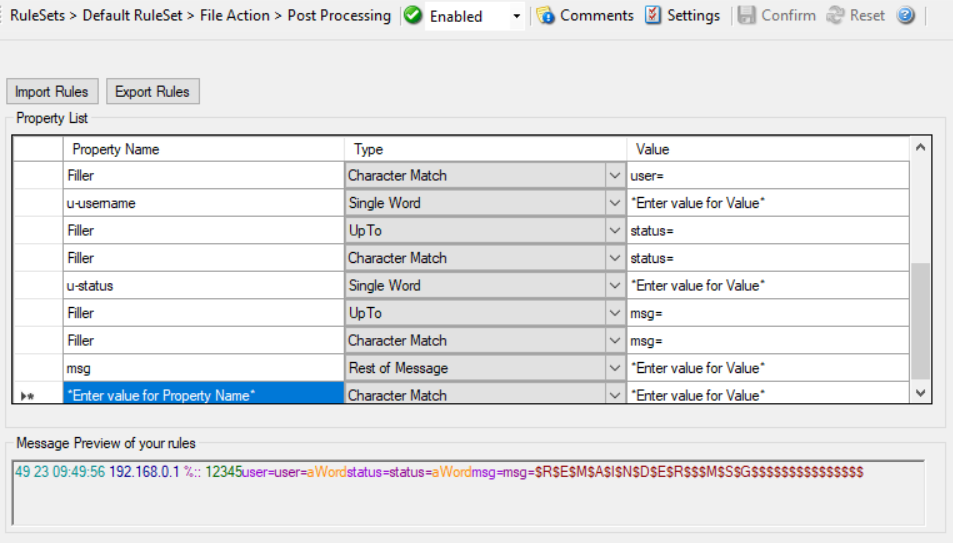 RuleSets > Default RuleSet > File Action > Post Processing Enabled Comments Settings Confirm Reset
Import Rules Export Rules
Property List
Property Name Type Value
Filler Character Match user=
u-username Single Word *Enter value for Value*
Filler UpTo status=
Filler Character Match status=
u-status Single Word *Enter value for Value*
Filler UpTo msg=
Filler Character Match msg=
msg Rest of Message *Enter value for Value*
*Enter value for Property Name* Character Match *Enter value for Value*
Message Preview of your rules
49 23 09:49:56 192.168.0.1 %:: 12345user=user=aWordstatus=status=aWordmsg=msg=$R$E$M$A$I$N$D$E$R$$$M$S$G$$$$$$$$$$$$$$$